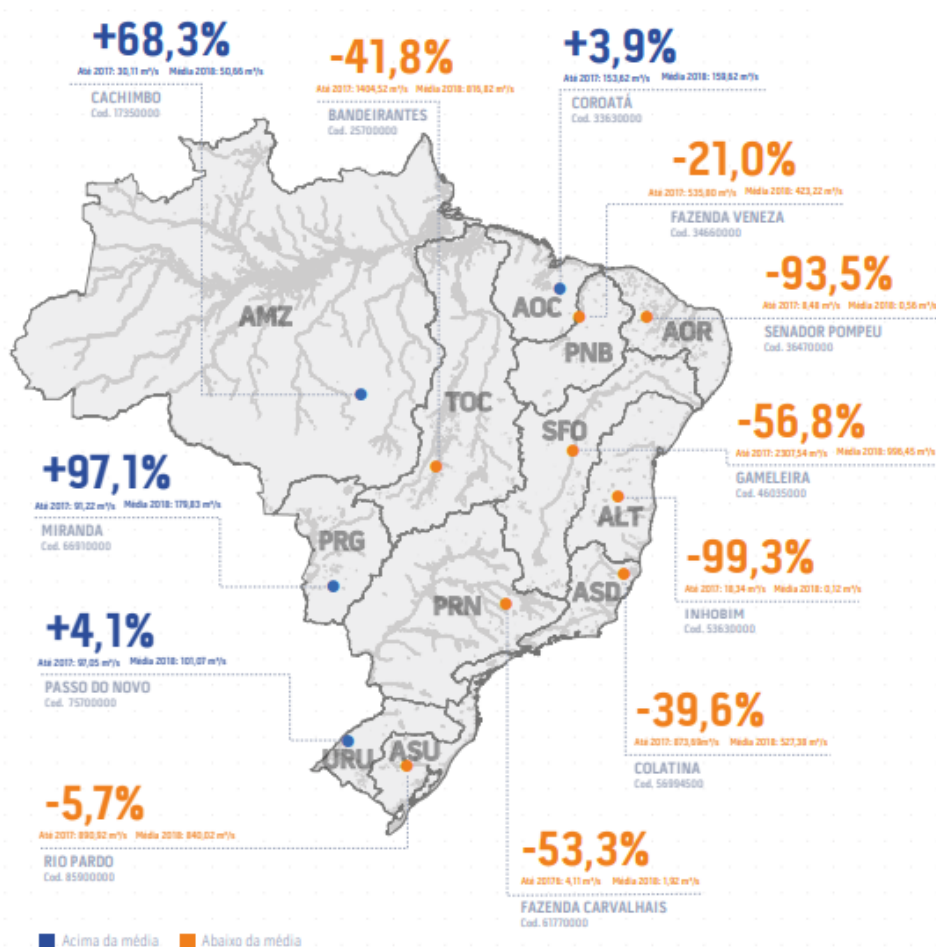 +68,3%
Até 2017: 30,11 m³/s Média 2018: 50,66 m³/s
CACHIMBO
Cod. 17350000
-41,8%
Até 2017: 1404,52 m³/s Média 2018: 816,82 m³/s
BANDEIRANTES
Cod. 25700000
+3,9%
Até 2017: 153,62 m³/s Média 2018: 159,62 m³/s
COROATÁ
Cod. 33630000
-21,0%
Até 2017: 535,80 m³/s Média 2018: 423,22 m³/s
FAZENDA VENEZA
Cod. 34660000
-93,5%
Até 2017: 8,48 m³/s Média 2018: 0,56 m³/s
SENADOR POMPEU
Cod. 36470000
AMZ
AOC
AOR
PNB
TOC
SFO
-56,8%
Até 2017: 2307,54 m³/s Média 2018: 996,45 m³/s
GAMELEIRA
Cod. 46035000
+97,1%
Até 2017: 91,22 m³/s Média 2018: 179,83 m³/s
MIRANDA
Cod. 66910000
ALT
PRG
-99,3%
Até 2017: 18,34 m³/s Média 2018: 0,12 m³/s
INHOBIM
Cod. 53630000
ASD
PRN
+4,1%
Até 2017: 97,05 m³/s Média 2018: 101,07 m³/s
PASSO DO NOVO
Cod. 75700000
-39,6%
Até 2017: 873,69m³/s Média 2018: 527,38 m³/s
COLATINA
Cod. 56994500
URU
ASU
-5,7%
Até 2017: 890,92 m³/s Média 2018: 840,02 m³/s
RIO PARDO
Cod. 85900000
-53,3%
Até 20176: 4,11 m³/s Média 2018: 1,92 m³/s
FAZENDA CARVALHAIS
Cod. 61770000
Acima da média Abaixo da média